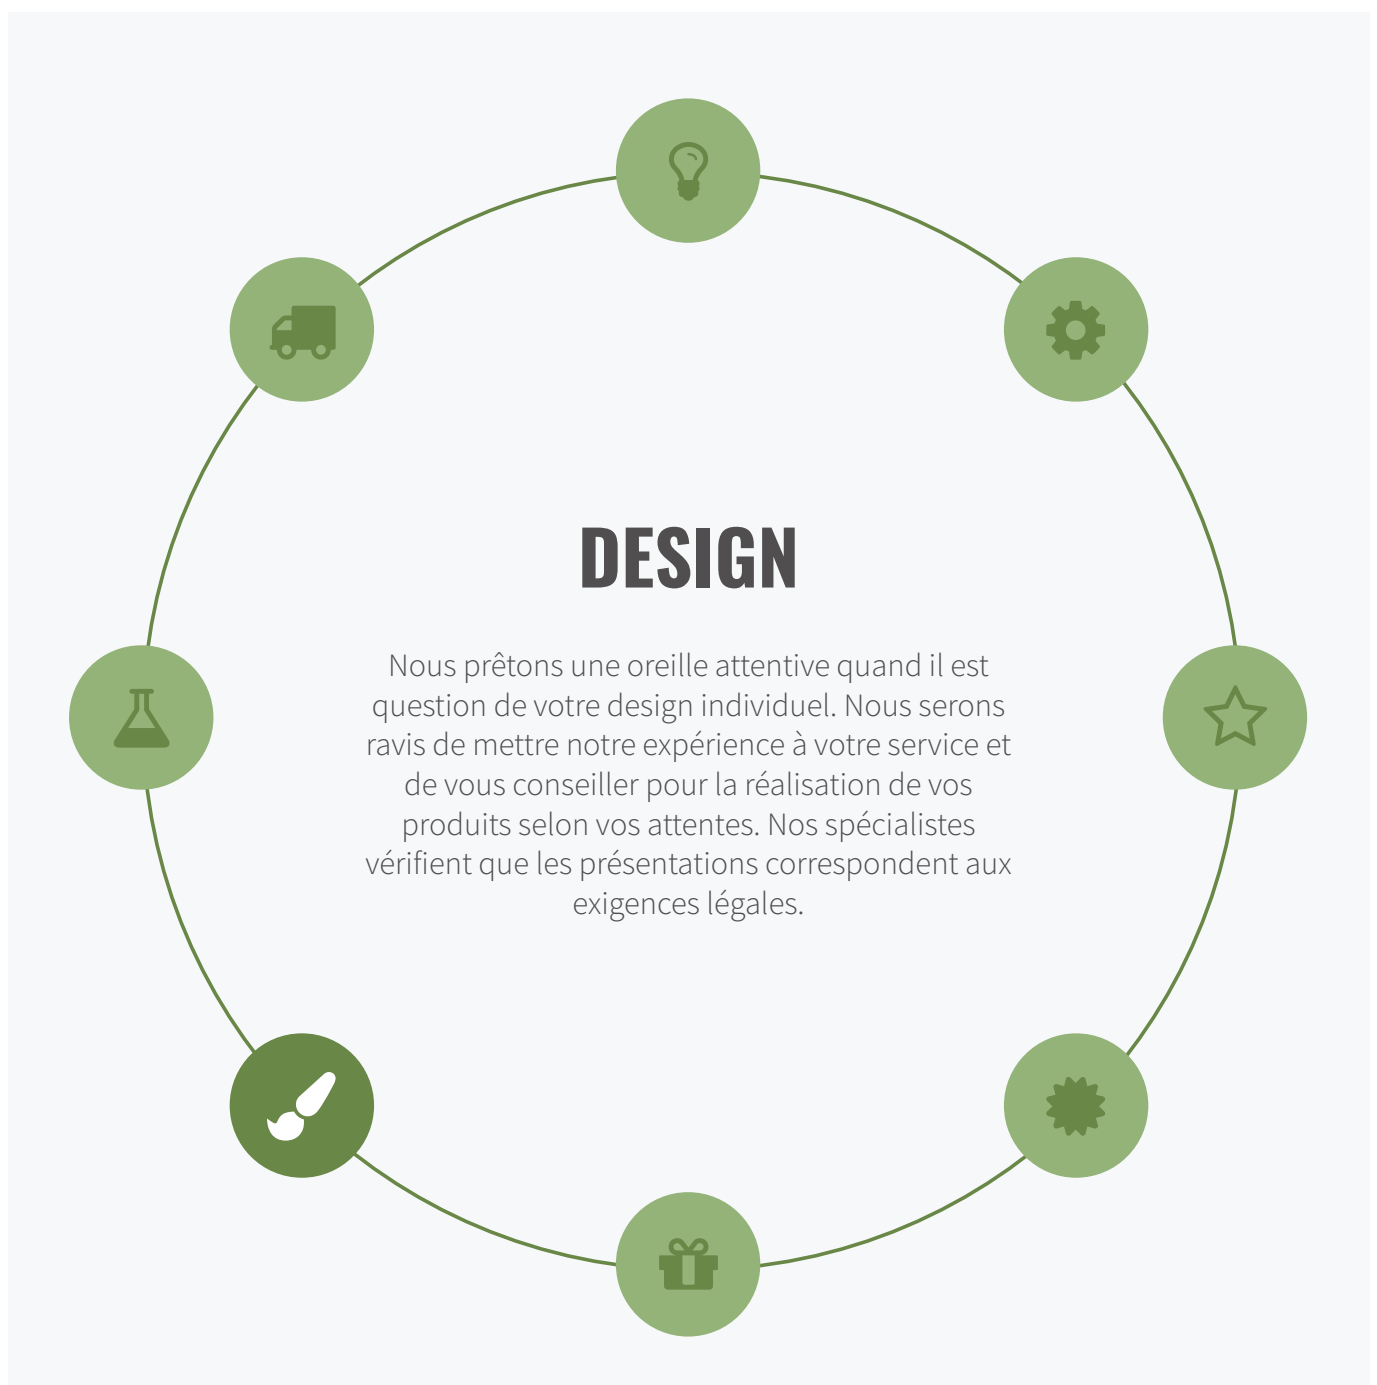 DESIGN
Nous prêtons une oreille attentive quand il est
question de votre design individuel. Nous serons
ravis de mettre notre expérience à votre service et
de vous conseiller pour la réalisation de vos
produits selon vos attentes. Nos spécialistes
vérifient que les présentations correspondent aux
exigences légales.